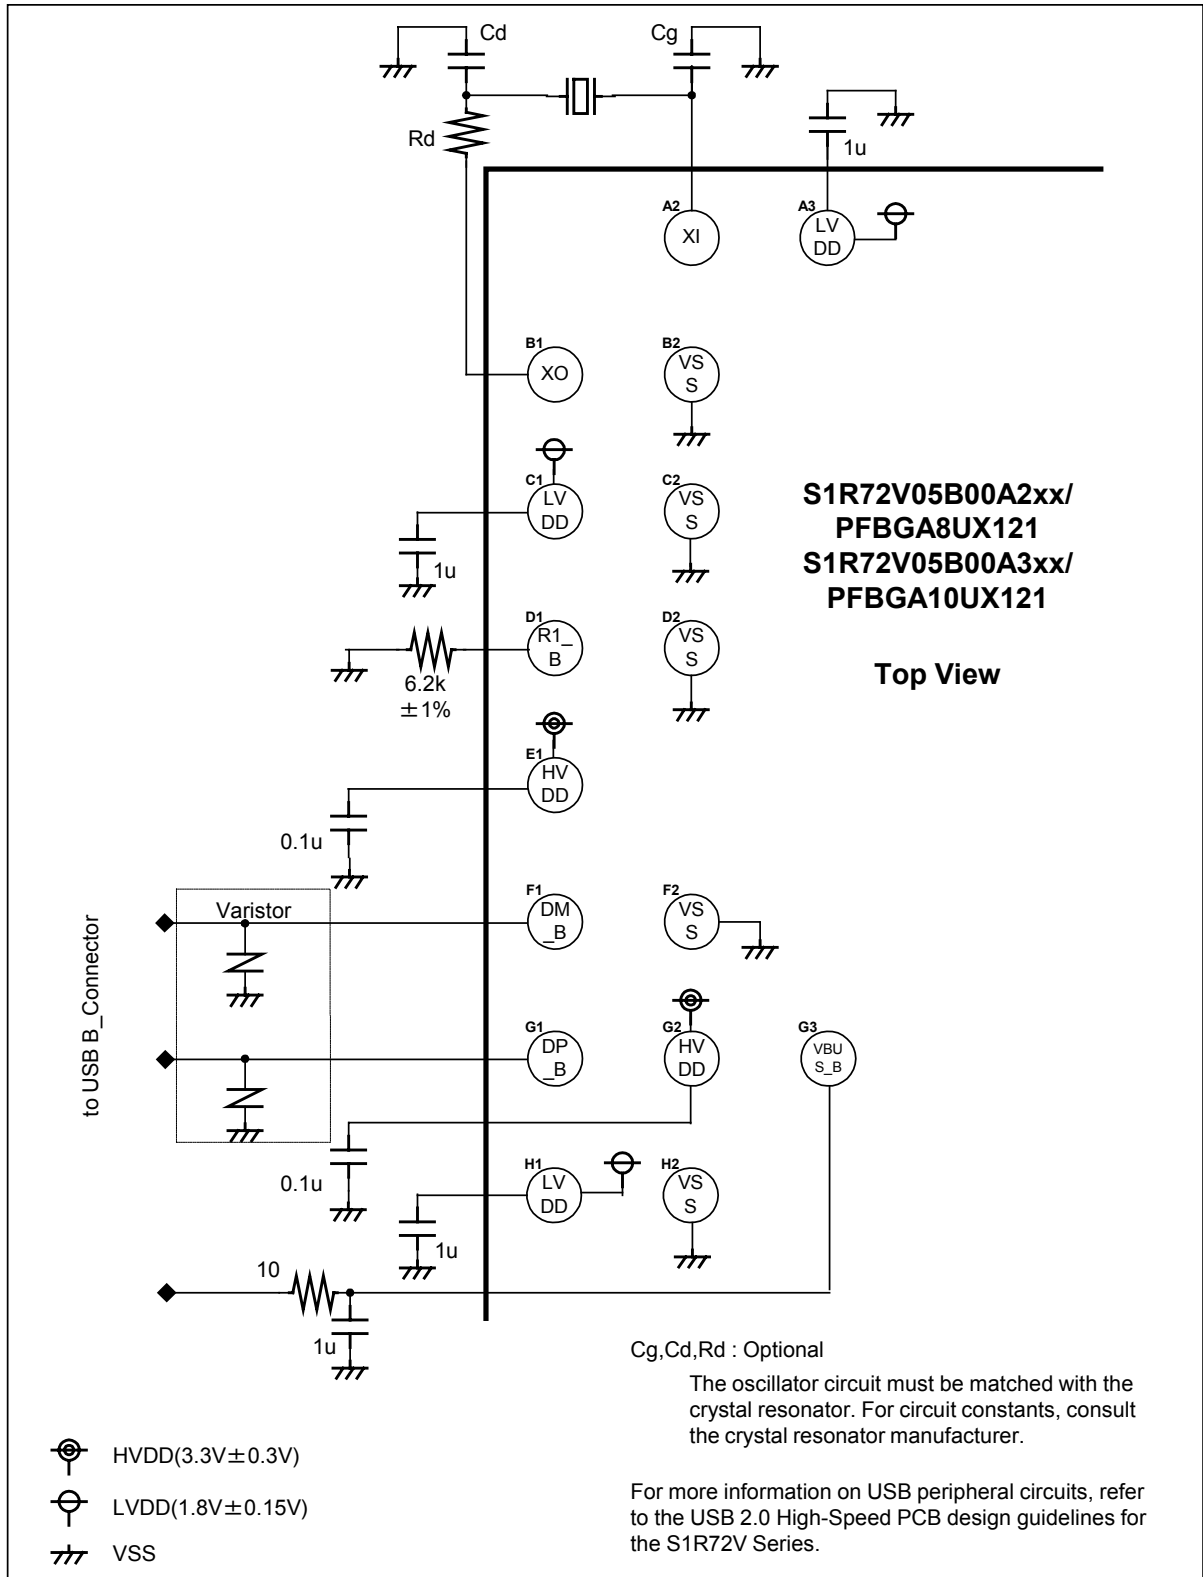 Cd
Cg
Rd
1u
A2
XI
A3
LV
DD
B1
XO
B2
VS
S
C1
LV
DD
C2
VS
S
1u
S1R72V05B00A2xx/
PFBGA8UX121
S1R72V05B00A3xx/
PFBGA10UX121
Top View
D1
R1_
B
D2
VS
S
6.2k
±1%
E1
HV
DD
0.1u
Varistor
F1
DM
_B
F2
VS
S
to USB B_Connector
G1
DP
_B
G2
HV
DD
G3
VBU
S_B
0.1u
H1
LV
DD
H2
VS
S
1u
10
1u
Cg,Cd,Rd : Optional
The oscillator circuit must be matched with the
crystal resonator. For circuit constants, consult
the crystal resonator manufacturer.
HVDD(3.3V±0.3V)
LVDD(1.8V±0.15V)
VSS
For more information on USB peripheral circuits, refer
to the USB 2.0 High-Speed PCB design guidelines for
the S1R72V Series.